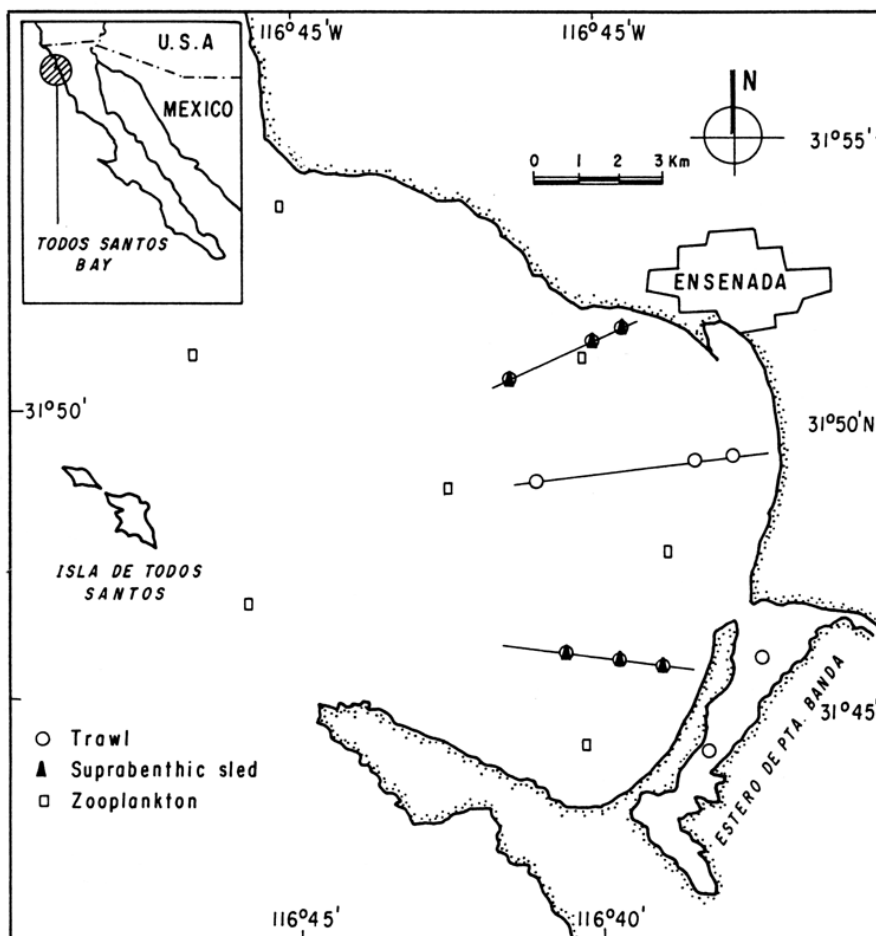 116°45'W
116°45'W
U.S.A
MEXICO
N
31°55'
0 1 2 3 Km
TODOS SANTOS
BAY
ENSENADA
31°50'
31°50'N
ISLA DE TODOS
SANTOS
ESTERO DE PTA. BANDA
31°45'
Trawl
Suprabenthic sled
Zooplankton
116°45'
116°40'